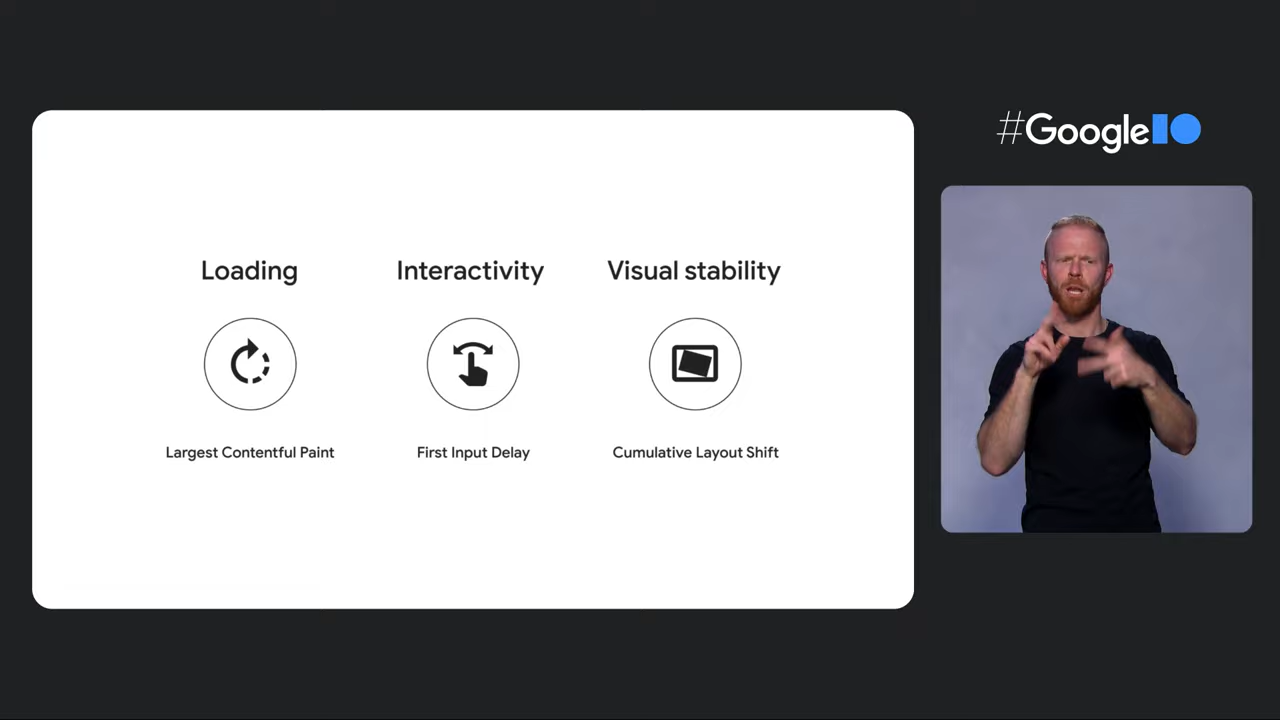 #GoogleIO
Loading
Interactivity
Visual stability
Largest Contentful Paint
First Input Delay
Cumulative Layout Shift